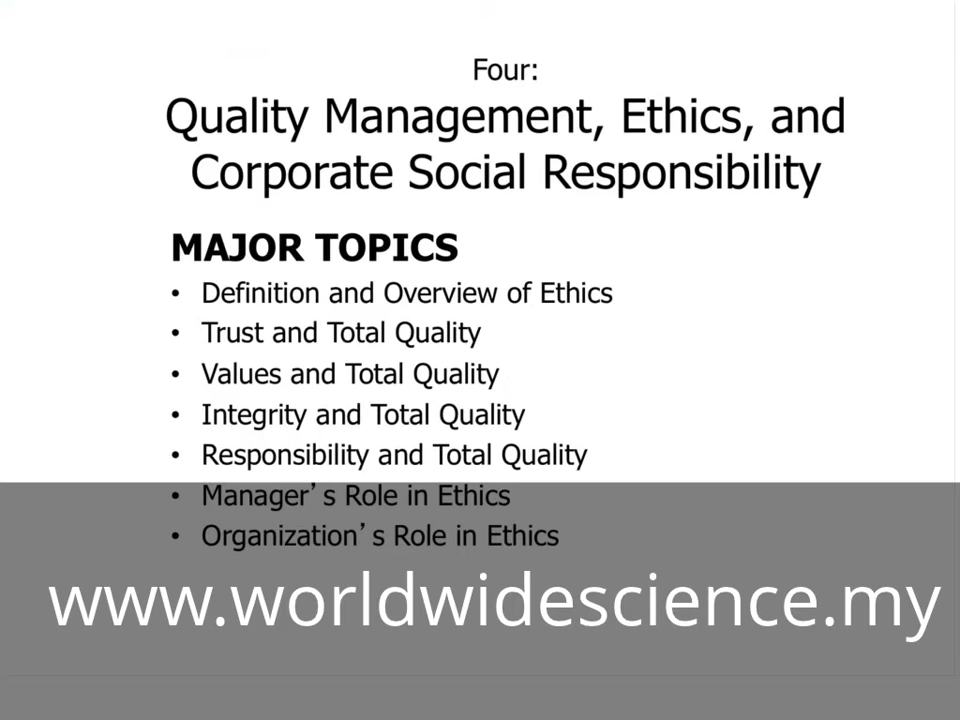 Four:
Quality Management, Ethics, and
Corporate Social Responsibility
MAJOR TOPICS
• Definition and Overview of Ethics
• Trust and Total Quality
• Values and Total Quality
• Integrity and Total Quality
• Responsibility and Total Quality
• Manager’s Role in Ethics
• Organization’s Role in Ethics
www.worldwidescience.my